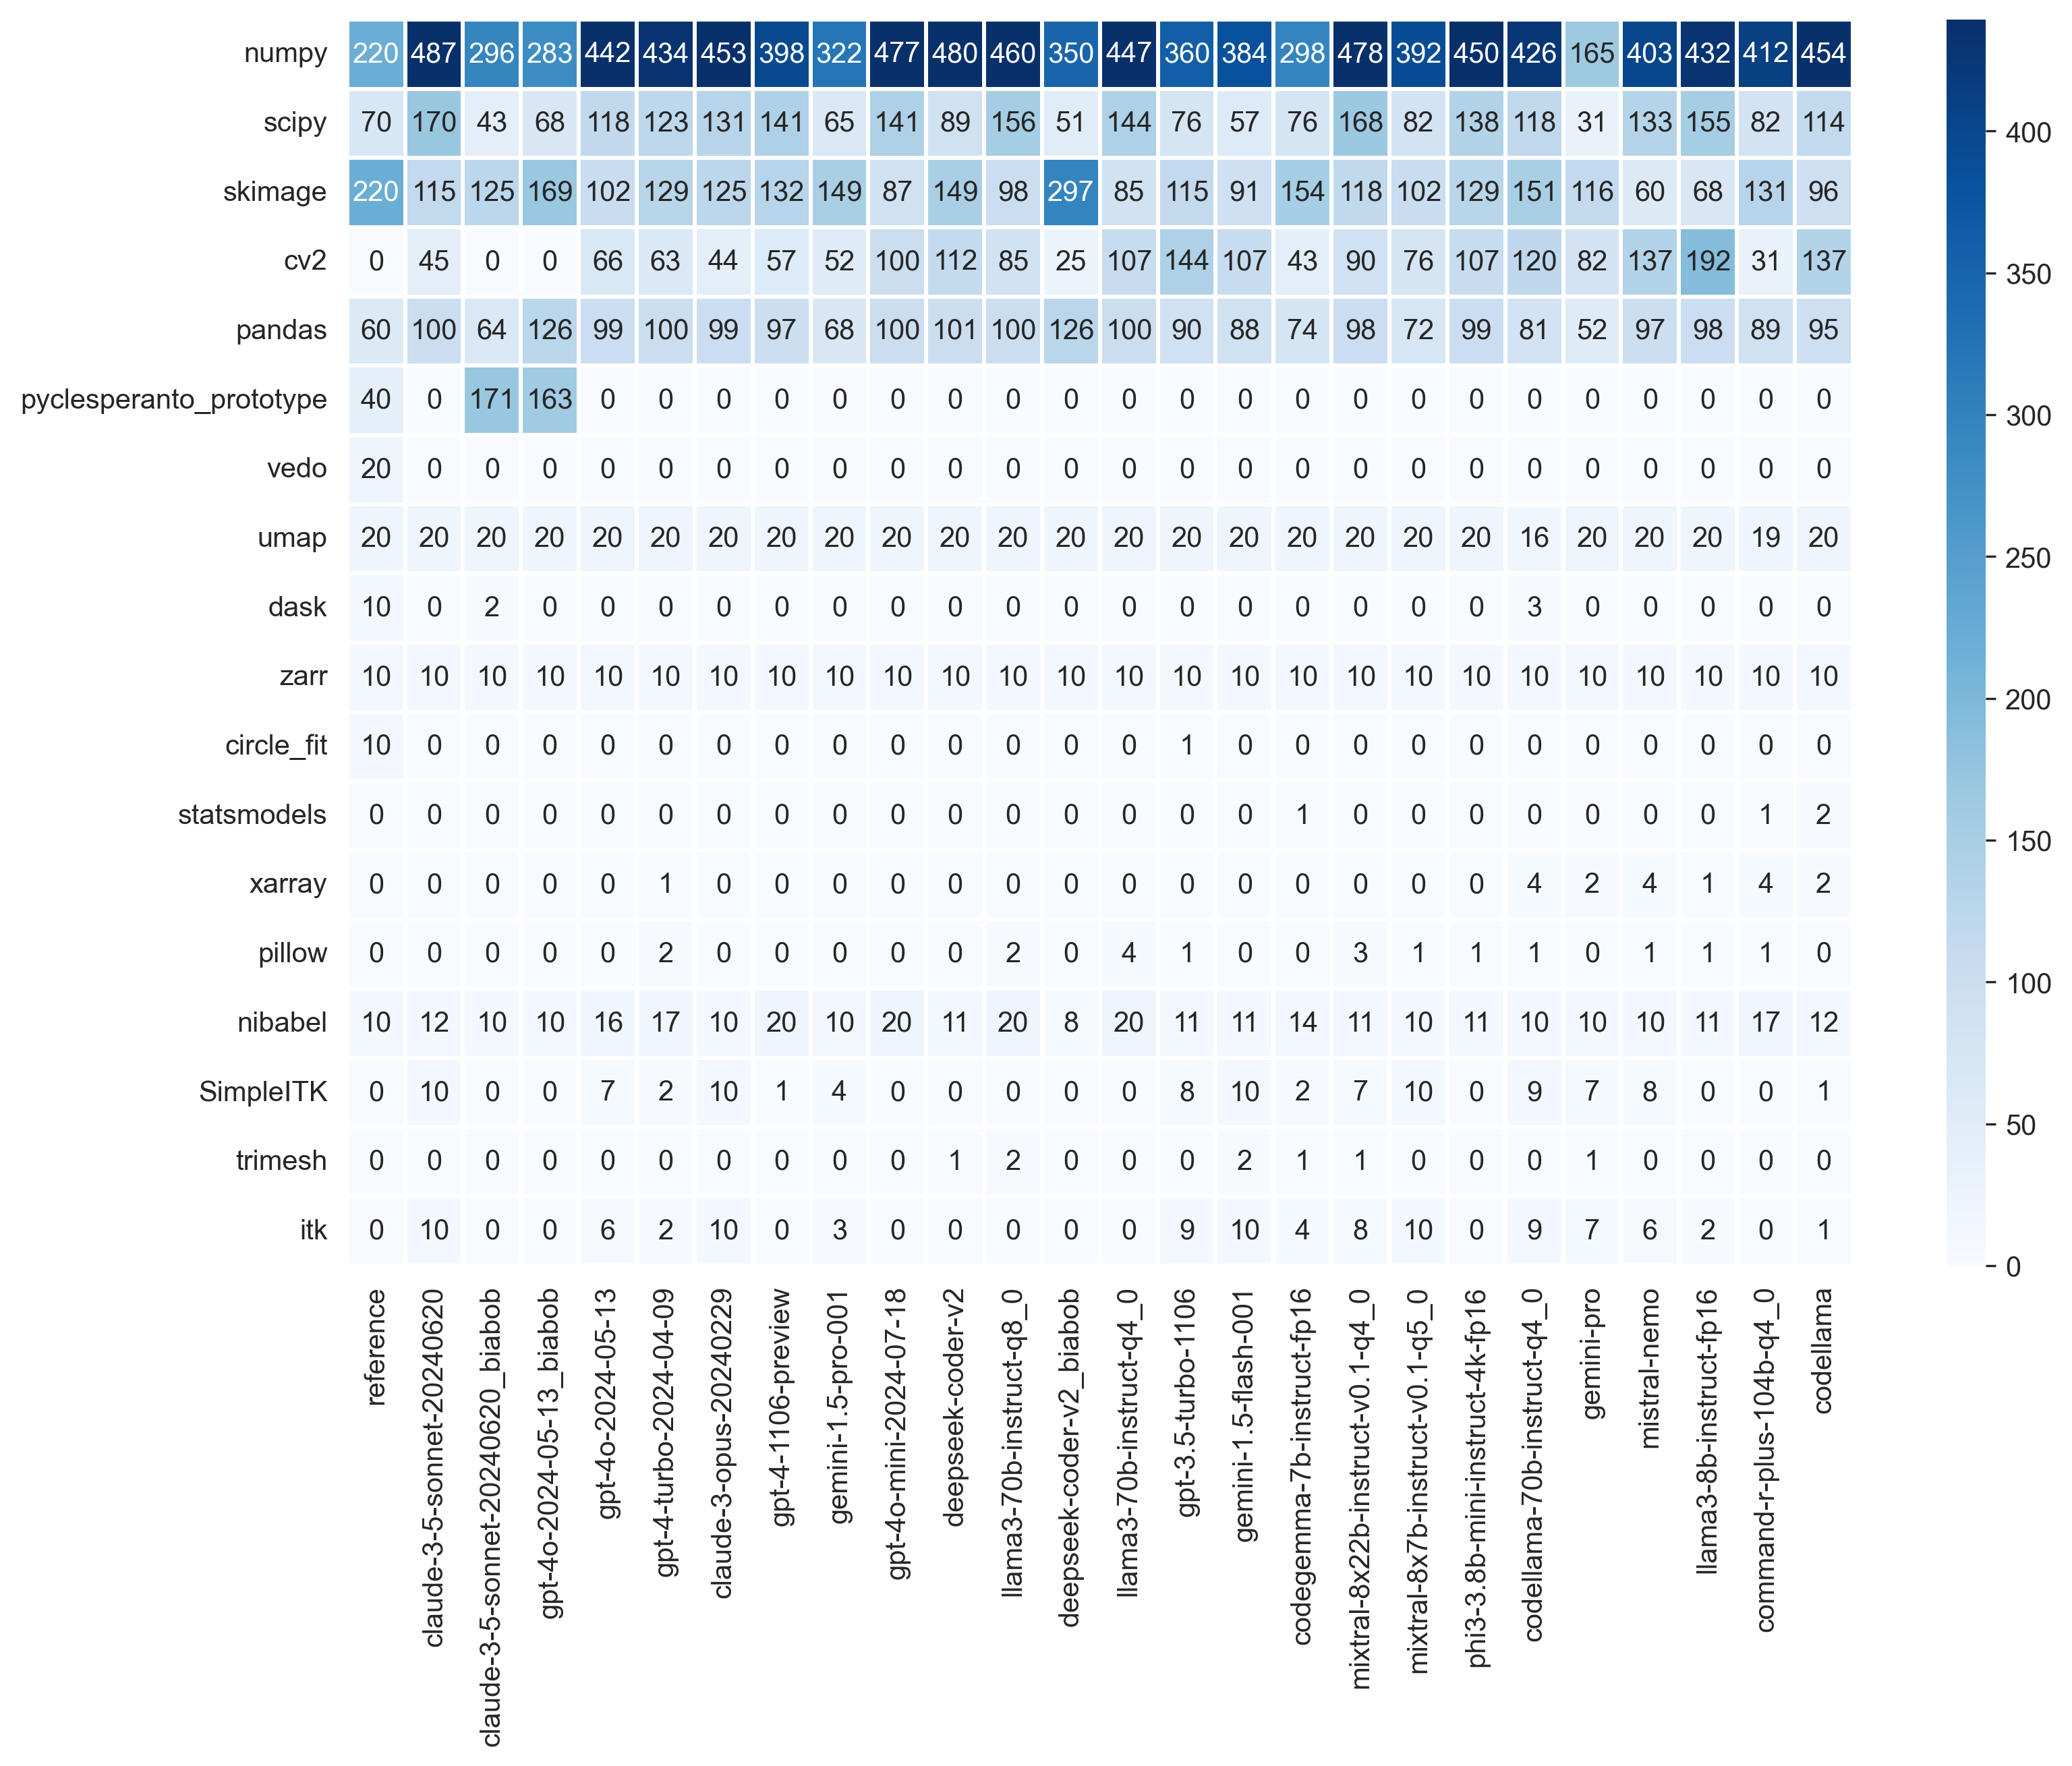 numpy 220 487 296 283 442 434 453 398 322 477 480 460 350 447 360 384 298 478 392 450 426 165 403 432 412 454
scipy 70 170 43 68 118 123 131 141 65 141 89 156 51 144 76 57 76 168 82 138 118 31 133 155 82 114
skimage 220 115 125 169 102 129 125 132 149 87 149 98 297 85 115 91 154 118 102 129 151 116 60 68 131 96
cv2 0 45 0 0 66 63 44 57 52 100 112 85 25 107 144 107 43 90 76 107 120 82 137 192 31 137
pandas 60 100 64 126 99 100 99 97 68 100 101 100 126 100 90 88 74 98 72 99 81 52 97 98 89 95
pyclesperanto_prototype 40 0 171 163 0 0 0 0 0 0 0 0 0 0 0 0 0 0 0 0 0 0 0 0 0 0
vedo 20 0 0 0 0 0 0 0 0 0 0 0 0 0 0 0 0 0 0 0 0 0 0 0 0 0
umap 20 20 20 20 20 20 20 20 20 20 20 20 20 20 20 20 20 20 20 20 16 20 20 20 19 20
dask 10 0 2 0 0 0 0 0 0 0 0 0 0 0 0 0 0 0 0 0 3 0 0 0 0 0
zarr 10 10 10 10 10 10 10 10 10 10 10 10 10 10 10 10 10 10 10 10 10 10 10 10 10 10
circle_fit 10 0 0 0 0 0 0 0 0 0 0 0 0 0 1 0 0 0 0 0 0 0 0 0 0 0
statsmodels 0 0 0 0 0 0 0 0 0 0 0 0 0 0 0 0 1 0 0 0 0 0 0 0 1 2
xarray 0 0 0 0 0 1 0 0 0 0 0 0 0 0 0 0 0 0 0 0 4 2 4 1 4 2
pillow 0 0 0 0 0 2 0 0 0 0 0 2 0 4 1 0 0 3 1 1 1 0 1 1 1 0
nibabel 10 12 10 10 16 17 10 20 10 20 11 20 8 20 11 11 14 11 10 11 10 10 10 11 17 12
SimpleITK 0 10 0 0 7 2 10 1 4 0 0 0 0 0 8 10 2 7 10 0 9 7 8 0 0 1
trimesh 0 0 0 0 0 0 0 0 0 0 1 2 0 0 0 2 1 1 0 0 0 1 0 0 0 0
itk 0 10 0 0 6 2 10 0 3 0 0 0 0 0 9 10 4 8 10 0 9 7 6 2 0 1
reference
claude-3-5-sonnet-20240620
claude-3-5-sonnet-20240620_biabob
gpt-4o-2024-05-13_biabob
gpt-4o-2024-05-13
gpt-4-turbo-2024-04-09
claude-3-opus-20240229
gpt-4-1106-preview
gemini-1.5-pro-001
gpt-4o-mini-2024-07-18
deepseek-coder-v2
llama3-70b-instruct-q8_0
deepseek-coder-v2_biabob
llama3-70b-instruct-q4_0
gpt-3.5-turbo-1106
gemini-1.5-flash-001
codegemma-7b-instruct-fp16
mixtral-8x22b-instruct-v0.1-q4_0
mixtral-8x7b-instruct-v0.1-q5_0
phi3-3.8b-mini-instruct-4k-fp16
codellama-70b-instruct-q4_0
gemini-pro
mistral-nemo
llama3-8b-instruct-fp16
command-r-plus-104b-q4_0
codellama
400
350
300
250
200
150
100
50
0